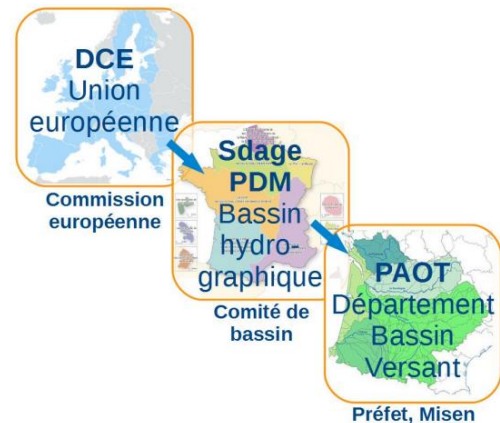 DCE
Union
européenne
Commission
européenne
Sdage
PDM
Bassin
hydro-
graphique
Comité de
bassin
PAOT
Département
Bassin
Versant
Préfet, Misen